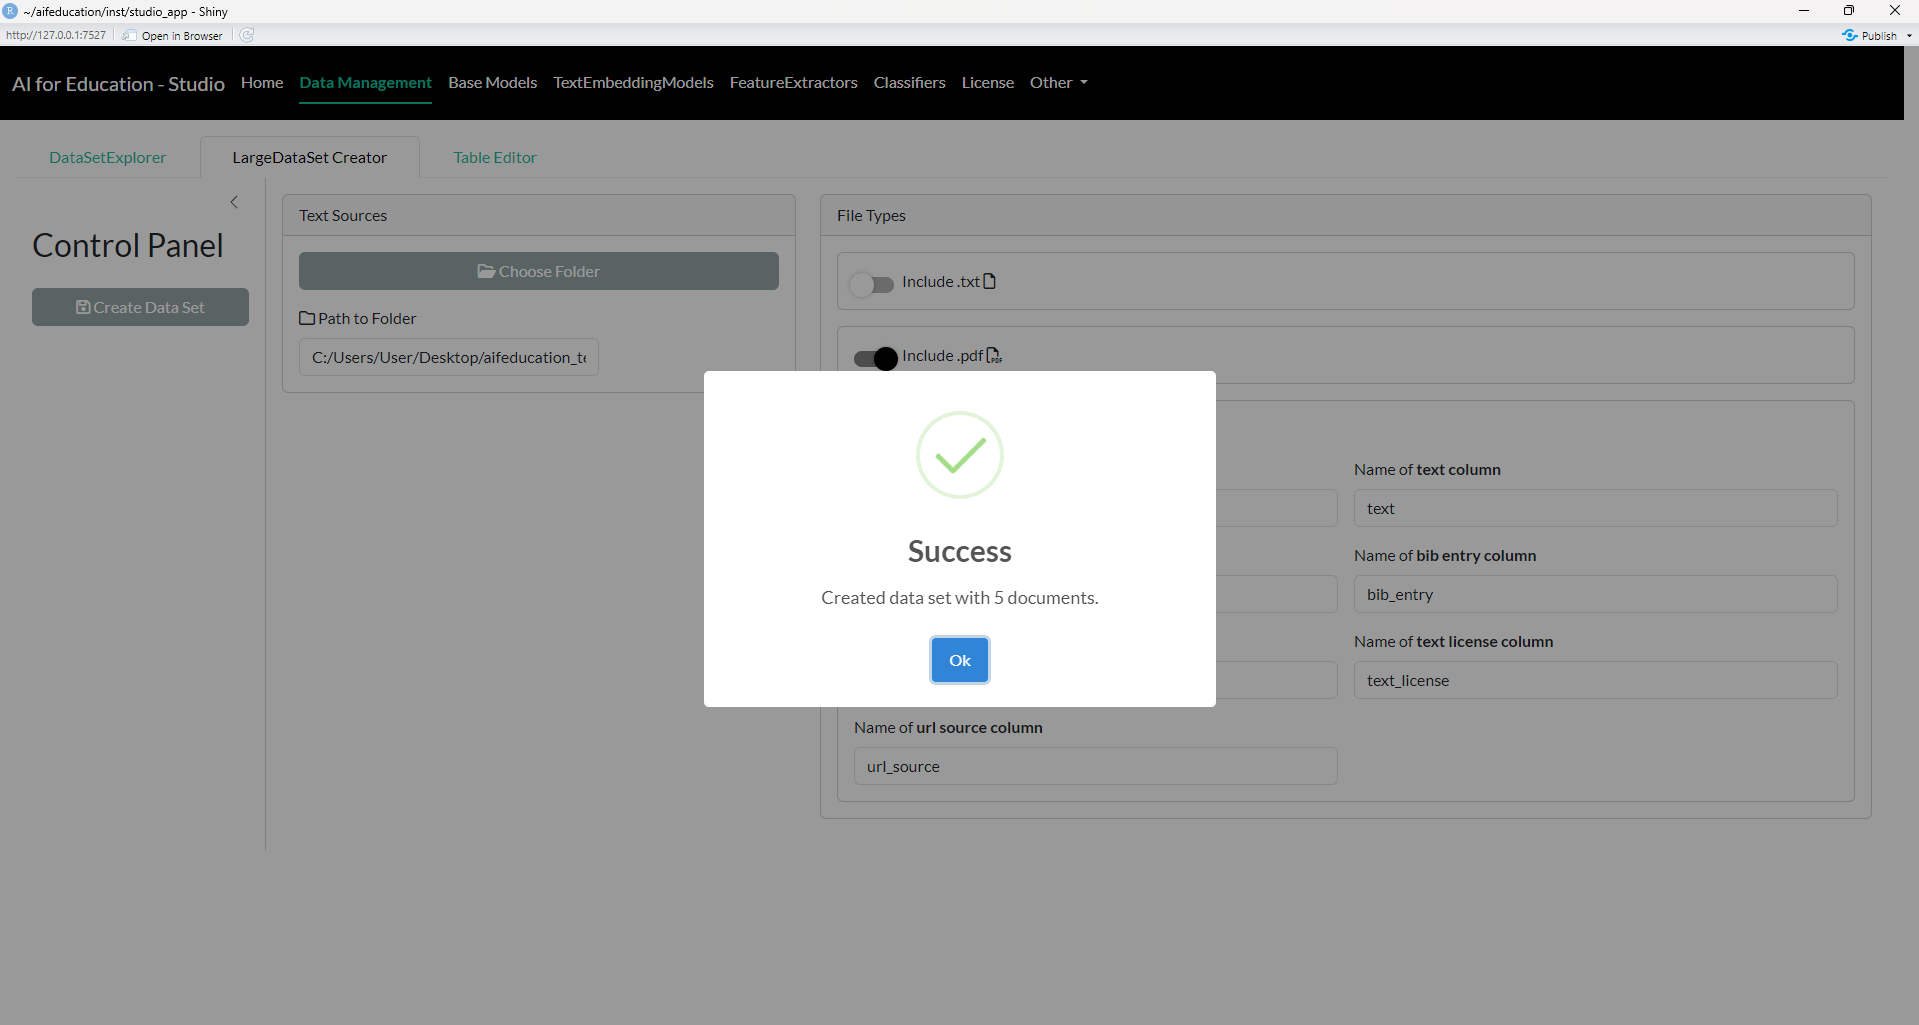 ~/aifeducation/inst/studio_app - Shiny
http://127.0.0.1:7527 Open in Browser Publish
AI for Education - Studio Home Data Management Base Models TextEmbeddingModels FeatureExtractors Classifiers License Other
DataSetExplorer LargeDataSet Creator Table Editor
Control Panel
Create Data Set
Text Sources
Choose Folder
Path to Folder
C:/Users/User/Desktop/aifeducation_te
File Types
Include .txt
Include .pdf
Name of text column
text
Name of bib entry column
bib_entry
Name of text license column
text_license
Name of url source column
url_source
Success
Created data set with 5 documents.
Ok